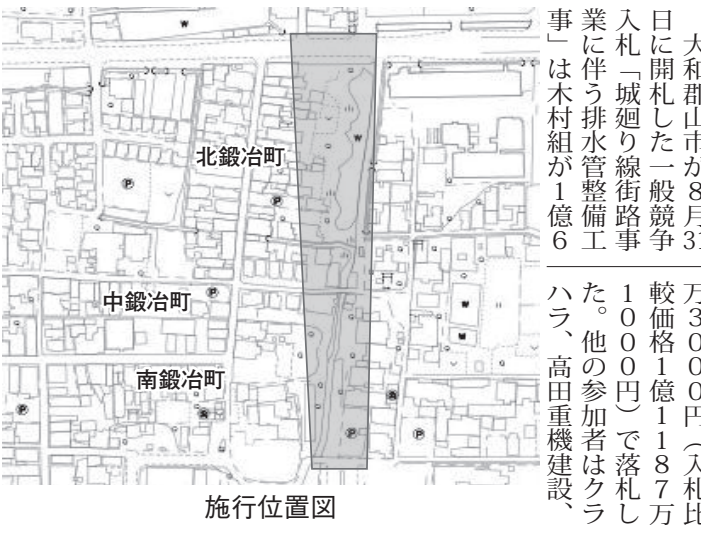 大和郡山市が８月31
日に開札した一般競争
入札「城廻り線街路事
業に伴う排水管整備工
事」は木村組が１億６
万３０００円（入札比
較価格１億１１８７万
１０００円）で落札し
た。他の参加者はクラ
ハラ、高田重機建設、
北鍛冶町
中鍛冶町
南鍛冶町
施行位置図